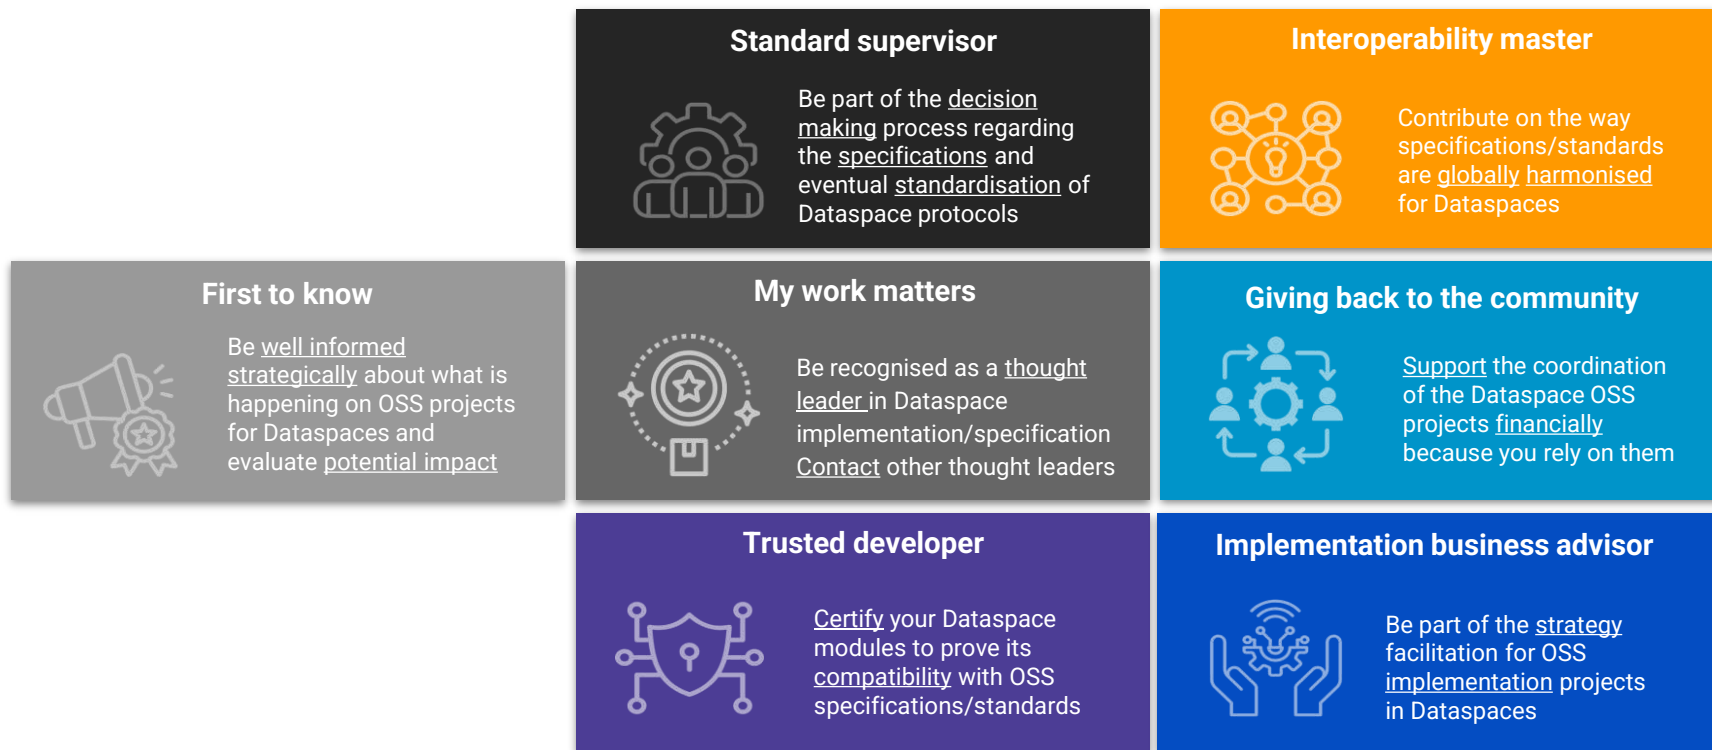 Standard supervisor
Be part of the decision
making process regarding
the specifications and
eventual standardisation of
Dataspace protocols
Interoperability master
Contribute on the way
specifications/standards
are globally harmonised
for Dataspaces
First to know
Be well informed
strategically about what is
happening on OSS projects
for Dataspaces and
evaluate potential impact
My work matters
Be recognised as a thought
leader in Dataspace
implementation/specification
Contact other thought leaders
Giving back to the community
Support the coordination
of the Dataspace OSS
projects financially
because you rely on them
Trusted developer
Certify your Dataspace
modules to prove its
compatibility with OSS
specifications/standards
Implementation business advisor
Be part of the strategy
facilitation for OSS
implementation projects
in Dataspaces